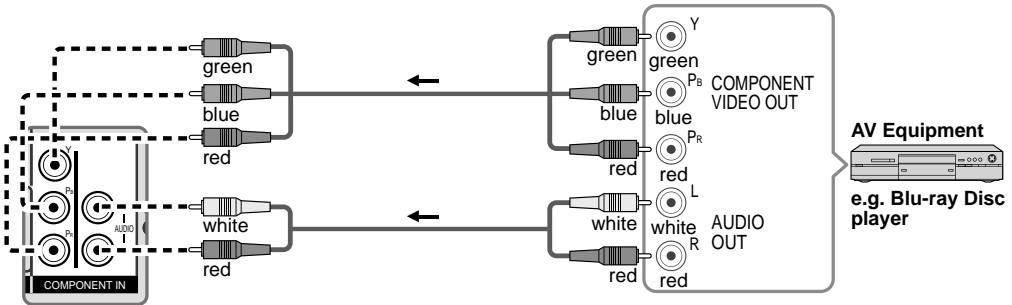 green
blue
red
white
red
Y
PB
PR
AUDIO
COMPONENT IN
green
blue
red
white
red
Y
green
PB
blue
PR
red
COMPONENT
VIDEO OUT
L
white
R
red
AUDIO
OUT
AV Equipment
e.g. Blu-ray Disc
player